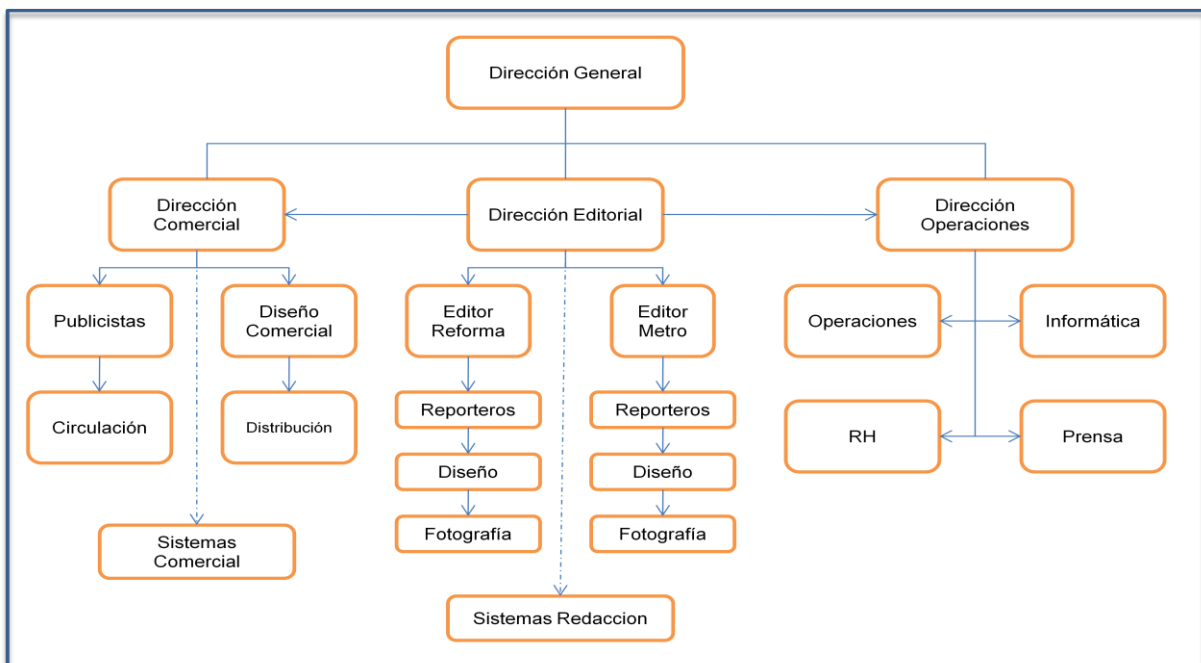 Dirección General
Dirección
Comercial
Dirección Editorial
Dirección
Operaciones
Publicistas
Diseño
Comercial
Editor
Reforma
Editor
Metro
Operaciones
Informática
Circulación
Distribución
Reporteros
Reporteros
RH
Prensa
Diseño
Diseño
Fotografía
Fotografía
Sistemas
Comercial
Sistemas Redaccion